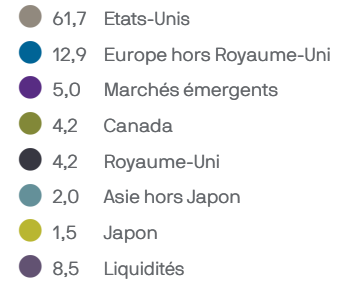 61,7 Etats-Unis
12,9 Europe hors Royaume-Uni
5,0 Marchés émergents
4,2 Canada
4,2 Royaume-Uni
2,0 Asie hors Japon
1,5 Japon
8,5 Liquidités